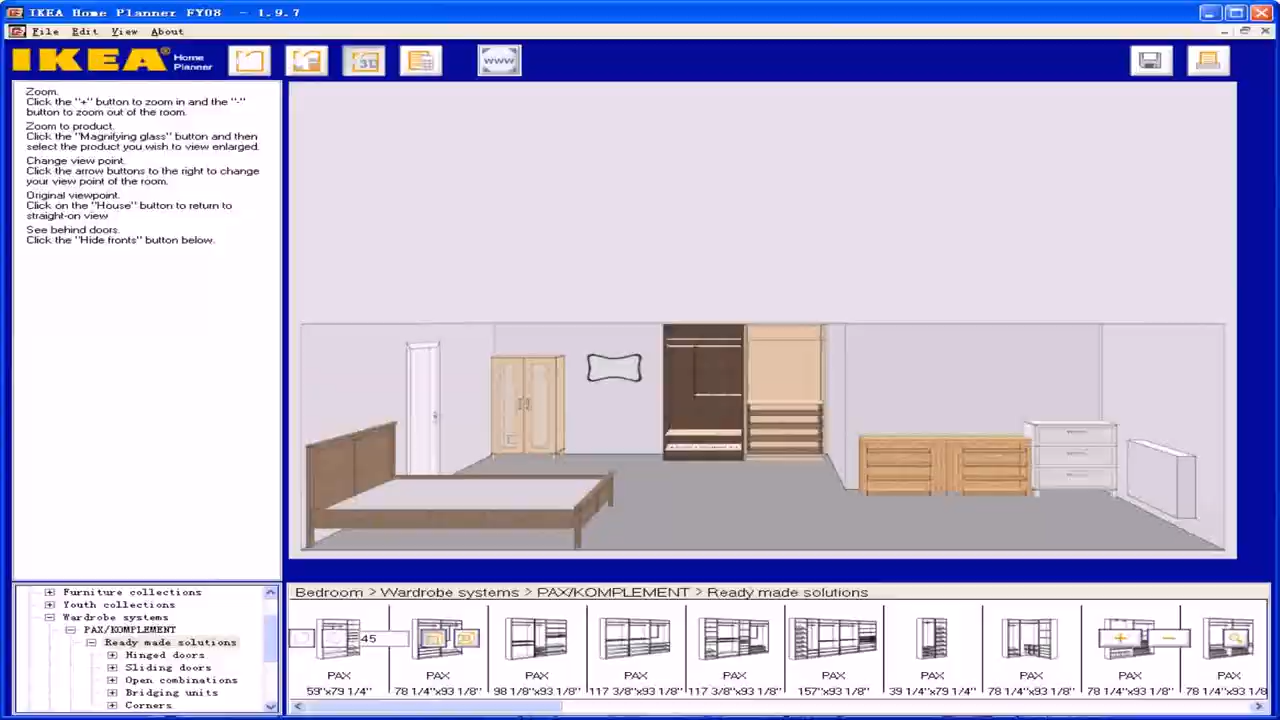 IKEA Home Planner FY08 - 1.9.7
File Edit View About
IKEA® Home Planner
3D
WWW
Zoom.
Click the "+" button to zoom in and the "-"
button to zoom out of the room.
Zoom to product.
Click the "Magnifying glass" button and then
select the product you wish to view enlarged.
Change view point.
Click the arrow buttons to the right to change
your view point of the room.
Original viewpoint.
Click on the "House" button to return to
straight-on view
See behind doors.
Click the "Hide fronts" button below.
Furniture collections
Youth collections
Wardrobe systems
PAX/KOMPLEMENT
Ready made solutions
Hinged doors
Sliding doors
Open combinations
Bridging units
Corners
Bedroom > Wardrobe systems > PAX/KOMPLEMENT > Ready made solutions
45
PAX PAX PAX PAX PAX PAX PAX PAX PAX PAX
59"x79 1/4" 78 1/4"x93 1/8" 98 1/8"x93 1/8" 117 3/8"x93 1/8" 117 3/8"x93 1/8" 157"x93 1/8" 39 1/4"x79 1/4" 78 1/4"x93 1/8" 78 1/4"x93 1/8" 78 1/4"x93 1/8